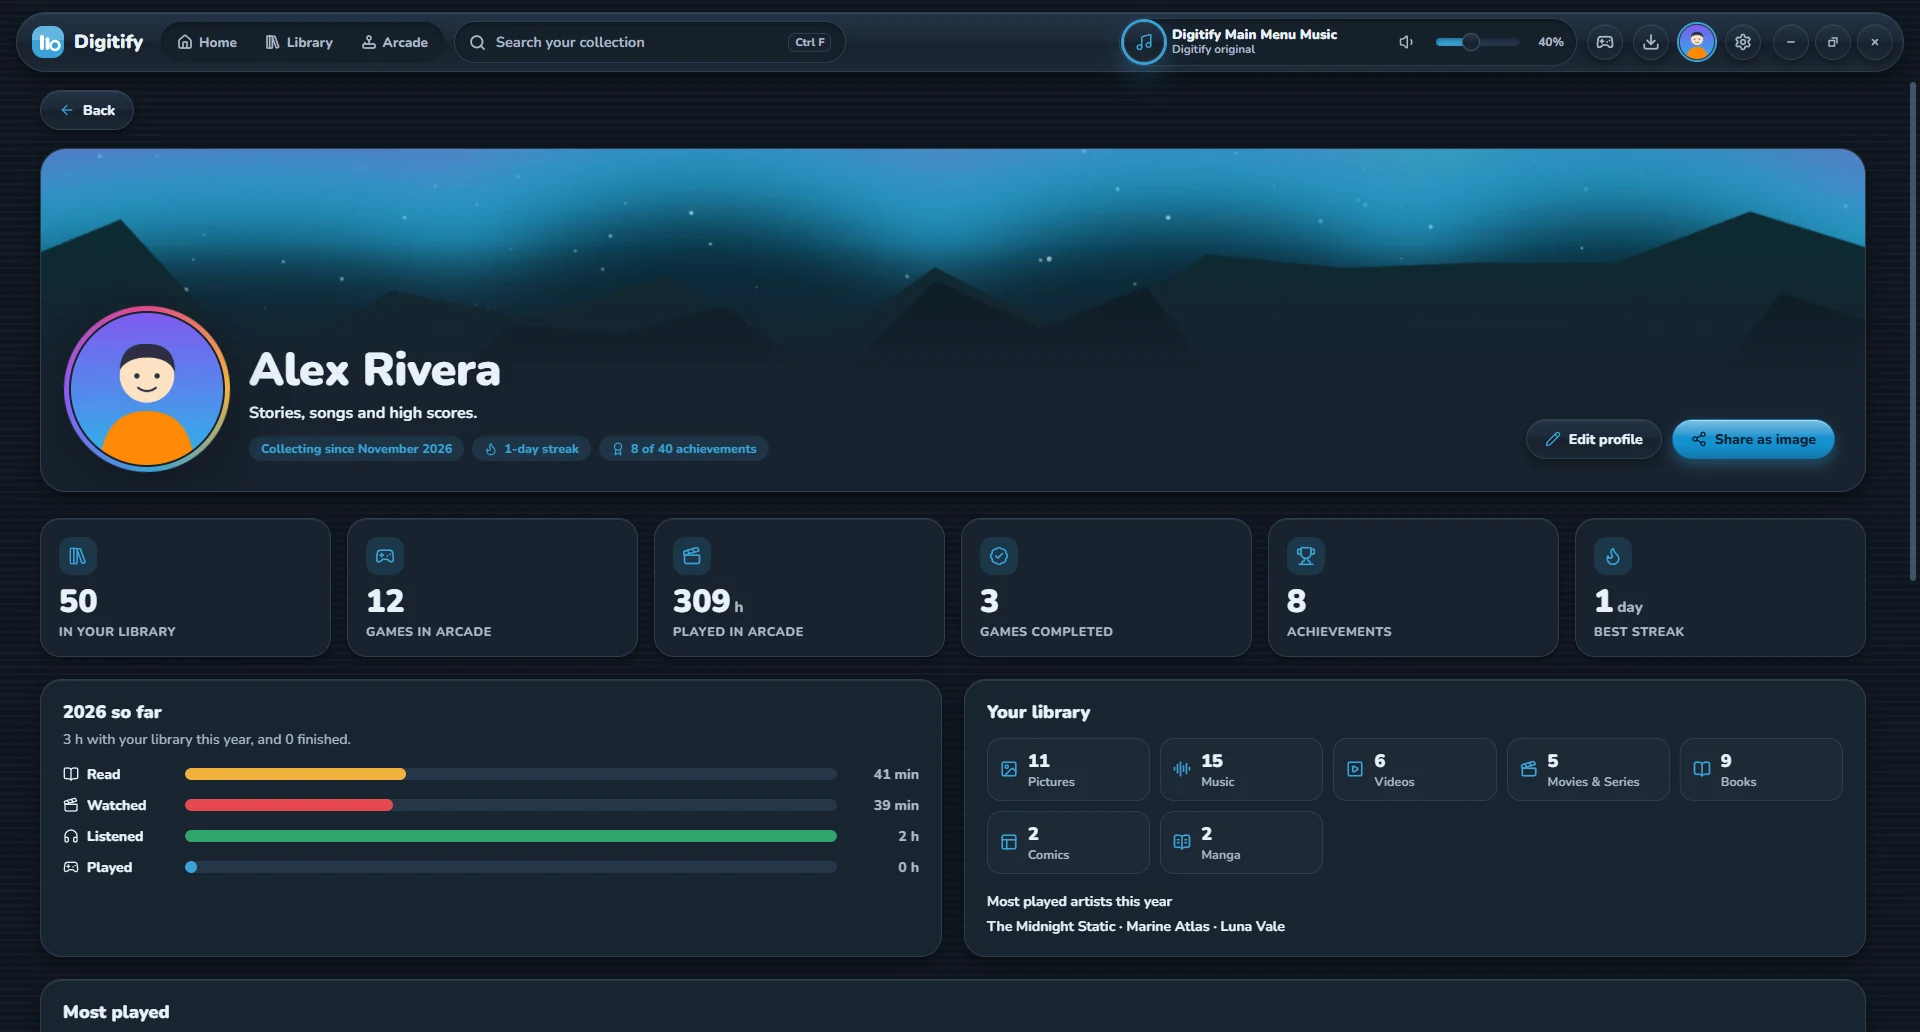 Digitify
Home
Library
Arcade
Search your collection
Ctrl F
Digitify Main Menu Music
Digitify original
40%
Back
Alex Rivera
Stories, songs and high scores.
Collecting since November 2026
1-day streak
8 of 40 achievements
Edit profile
Share as image
50
IN YOUR LIBRARY
12
GAMES IN ARCADE
309 h
PLAYED IN ARCADE
3
GAMES COMPLETED
8
ACHIEVEMENTS
1 day
BEST STREAK
2026 so far
3 h with your library this year, and 0 finished.
Read 41 min
Watched 39 min
Listened 2 h
Played 0 h
Your library
11
Pictures
15
Music
6
Videos
5
Movies & Series
9
Books
2
Comics
2
Manga
Most played artists this year
The Midnight Static · Marine Atlas · Luna Vale
Most played